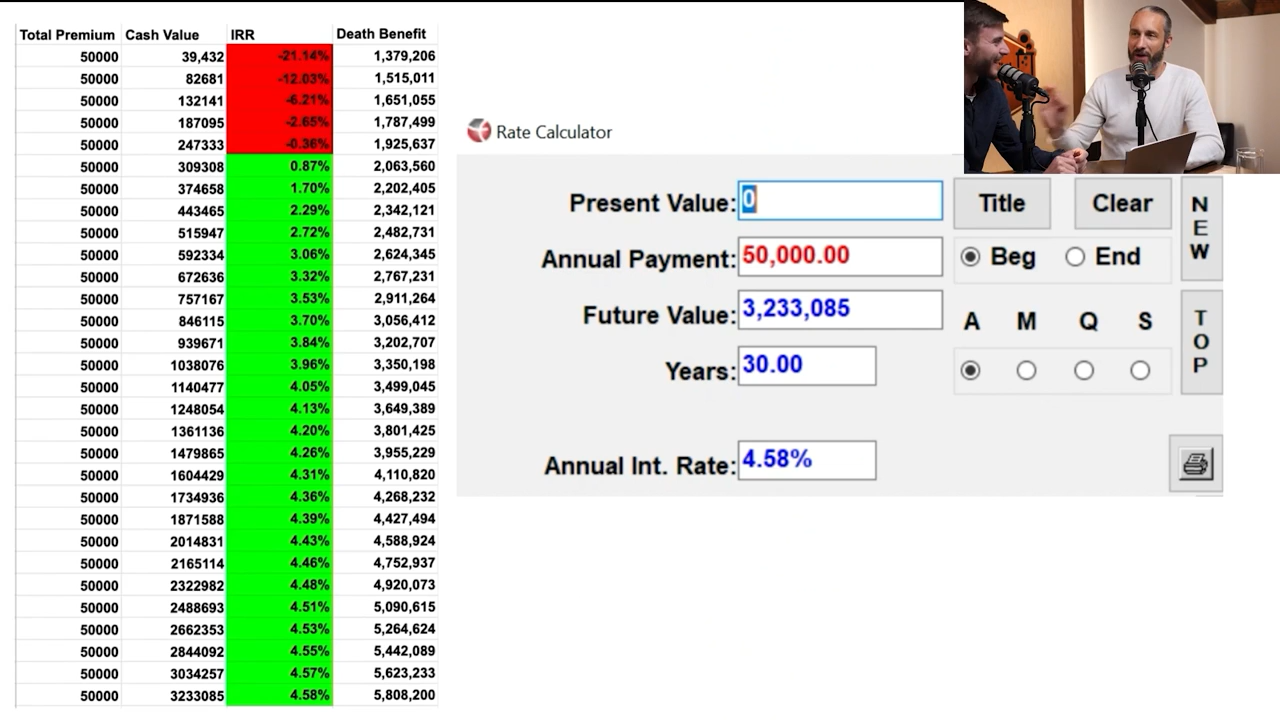 Total Premium Cash Value IRR Death Benefit
50000 39,432 -21.14% 1,379,206
50000 82681 -12.03% 1,515,011
50000 132141 -6.21% 1,651,055
50000 187095 -2.65% 1,787,499
50000 247333 -0.36% 1,925,637
50000 309308 0.87% 2,063,560
50000 374658 1.70% 2,202,405
50000 443465 2.29% 2,342,121
50000 515947 2.72% 2,482,731
50000 592334 3.06% 2,624,345
50000 672636 3.32% 2,767,231
50000 757167 3.53% 2,911,264
50000 846115 3.70% 3,056,412
50000 939671 3.84% 3,202,707
50000 1038076 3.96% 3,350,198
50000 1140477 4.05% 3,499,045
50000 1248054 4.13% 3,649,389
50000 1361136 4.20% 3,801,425
50000 1479865 4.26% 3,955,229
50000 1604429 4.31% 4,110,820
50000 1734936 4.36% 4,268,232
50000 1871588 4.39% 4,427,494
50000 2014831 4.43% 4,588,924
50000 2165114 4.46% 4,752,937
50000 2322982 4.48% 4,920,073
50000 2488693 4.51% 5,090,615
50000 2662353 4.53% 5,264,624
50000 2844092 4.55% 5,442,089
50000 3034257 4.57% 5,623,233
50000 3233085 4.58% 5,808,200
Rate Calculator
Present Value: 0 Title Clear
Annual Payment: 50,000.00 Beg End
Future Value: 3,233,085 A M Q S
Years: 30.00
Annual Int. Rate: 4.58%
NEW
TOP